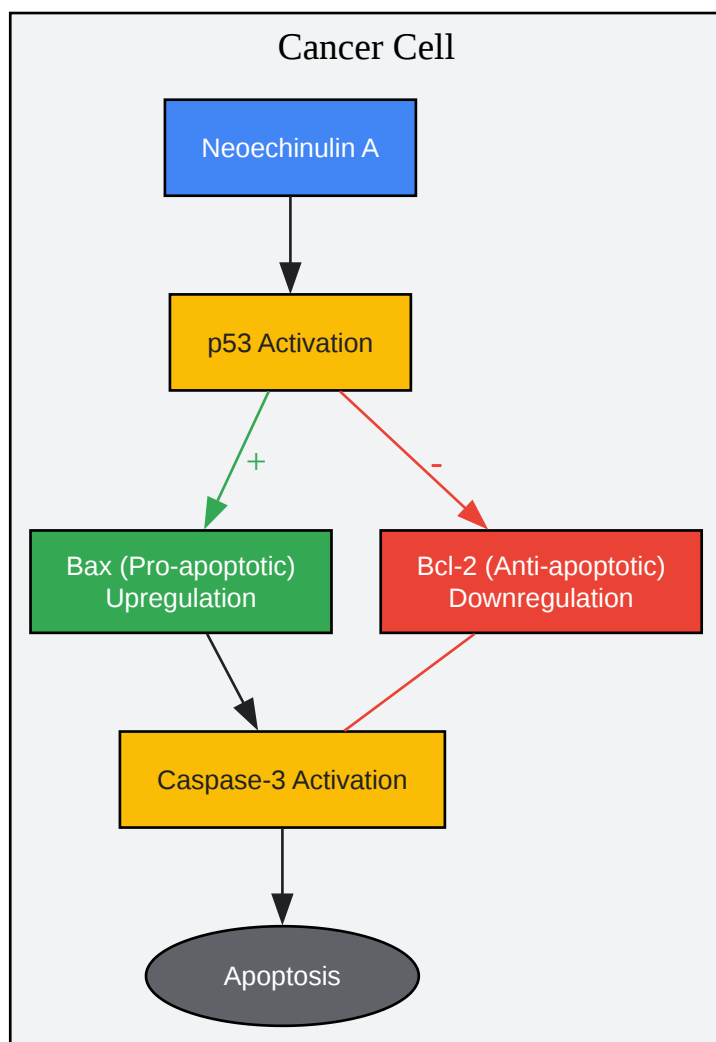 Cancer Cell
Neoechinulin A
p53 Activation
+
-
Bax (Pro-apoptotic)
Upregulation
Bcl-2 (Anti-apoptotic)
Downregulation
Caspase-3 Activation
Apoptosis